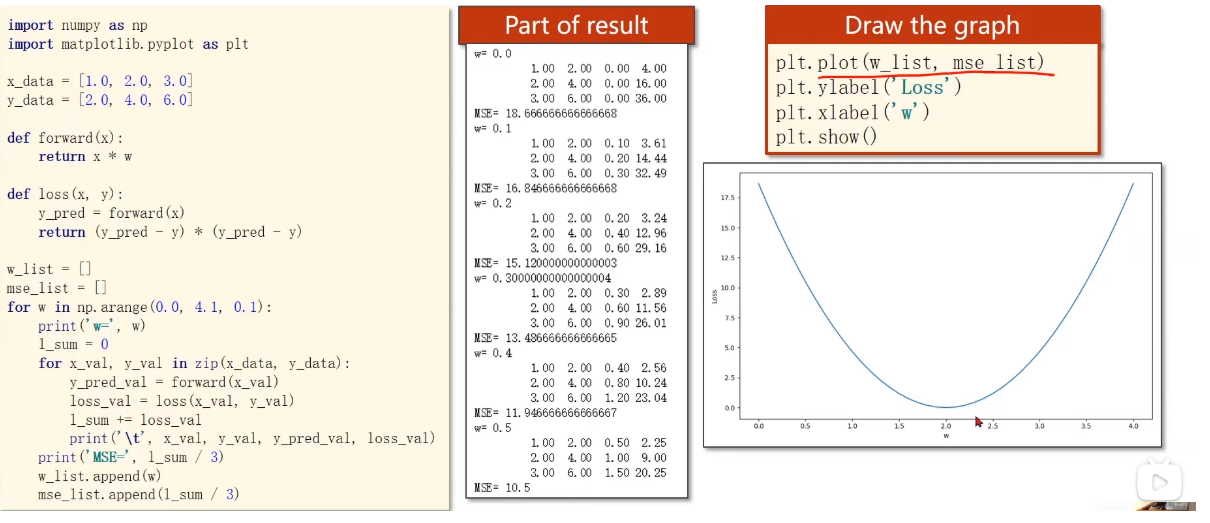 import numpy as np
import matplotlib.pyplot as plt
x_data = [1.0, 2.0, 3.0]
y_data = [2.0, 4.0, 6.0]
def forward(x):
    return x * w
def loss(x, y):
    y_pred = forward(x)
    return (y_pred - y) * (y_pred - y)
w_list = []
mse_list = []
for w in np.arange(0.0, 4.1, 0.1):
    print('w=', w)
    l_sum = 0
    for x_val, y_val in zip(x_data, y_data):
        y_pred_val = forward(x_val)
        loss_val = loss(x_val, y_val)
        l_sum += loss_val
        print('\t', x_val, y_val, y_pred_val, loss_val)
    print('MSE=', l_sum / 3)
    w_list.append(w)
    mse_list.append(l_sum / 3)
Part of result
w= 0.0
1.00 2.00 0.00 4.00
2.00 4.00 0.00 16.00
3.00 6.00 0.00 36.00
MSE= 18.666666666666668
w= 0.1
1.00 2.00 0.10 3.61
2.00 4.00 0.20 14.44
3.00 6.00 0.30 32.49
MSE= 16.846666666666668
w= 0.2
1.00 2.00 0.20 3.24
2.00 4.00 0.40 12.96
3.00 6.00 0.60 29.16
MSE= 15.120000000000003
w= 0.30000000000000004
1.00 2.00 0.30 2.89
2.00 4.00 0.60 11.56
3.00 6.00 0.90 26.01
MSE= 13.486666666666665
w= 0.4
1.00 2.00 0.40 2.56
2.00 4.00 0.80 10.24
3.00 6.00 1.20 23.04
MSE= 11.946666666666667
w= 0.5
1.00 2.00 0.50 2.25
2.00 4.00 1.00 9.00
3.00 6.00 1.50 20.25
MSE= 10.5
Draw the graph
plt.plot(w_list, mse_list)
plt.ylabel('Loss')
plt.xlabel('w')
plt.show()
17.5
15.0
12.5
10.0
7.5
5.0
2.5
0.0
Loss
0.0 0.5 1.0 1.5 2.0 2.5 3.0 3.5 4.0
w